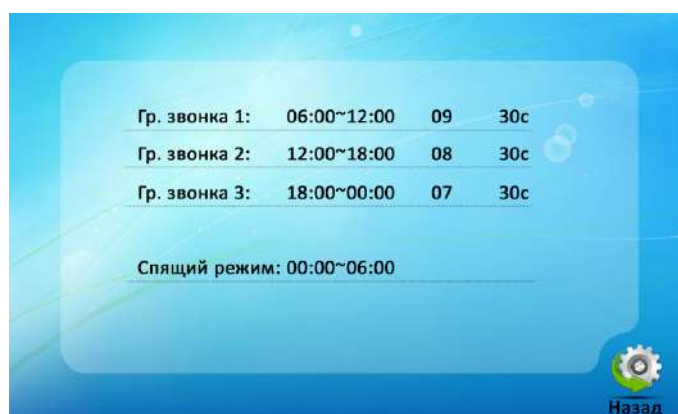 Гр. звонка 1: 06:00~12:00 09 30с
Гр. звонка 2: 12:00~18:00 08 30с
Гр. звонка 3: 18:00~00:00 07 30с
Спящий режим: 00:00~06:00
Назад